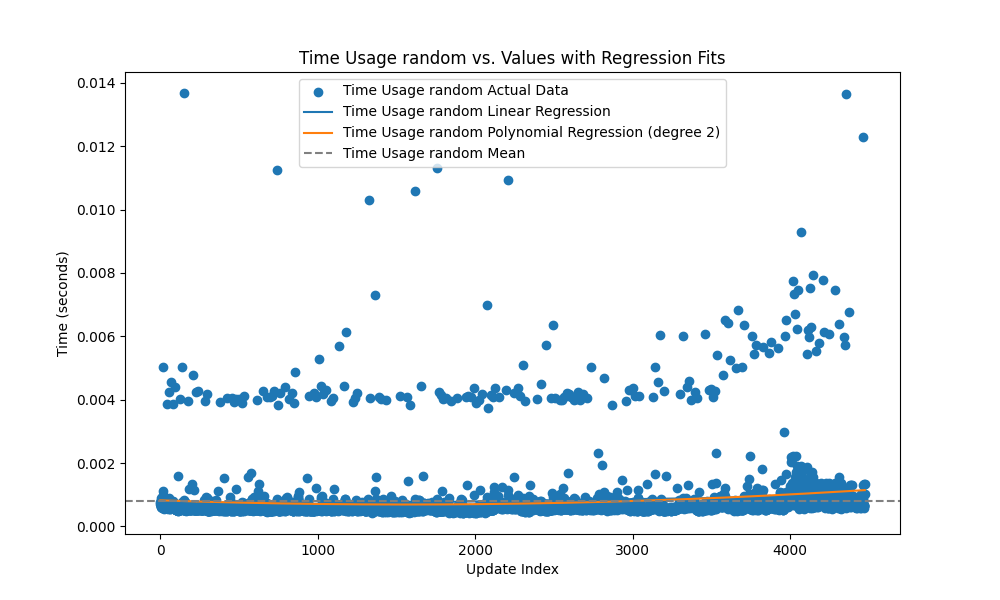 Time Usage random vs. Values with Regression Fits
0.014
0.012
0.010
0.008
0.006
0.004
0.002
0.000
Time (seconds)
Time Usage random Actual Data
Time Usage random Linear Regression
Time Usage random Polynomial Regression (degree 2)
Time Usage random Mean
0 1000 2000 3000 4000
Update Index